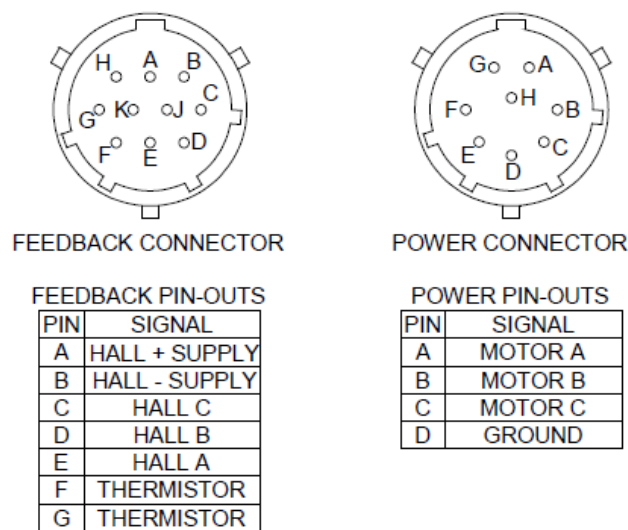 H A B
G K J C
F E D
G A
H
F B
E D C
FEEDBACK CONNECTOR
POWER CONNECTOR
FEEDBACK PIN-OUTS
PIN SIGNAL
A HALL + SUPPLY
B HALL - SUPPLY
C HALL C
D HALL B
E HALL A
F THERMISTOR
G THERMISTOR
POWER PIN-OUTS
PIN SIGNAL
A MOTOR A
B MOTOR B
C MOTOR C
D GROUND